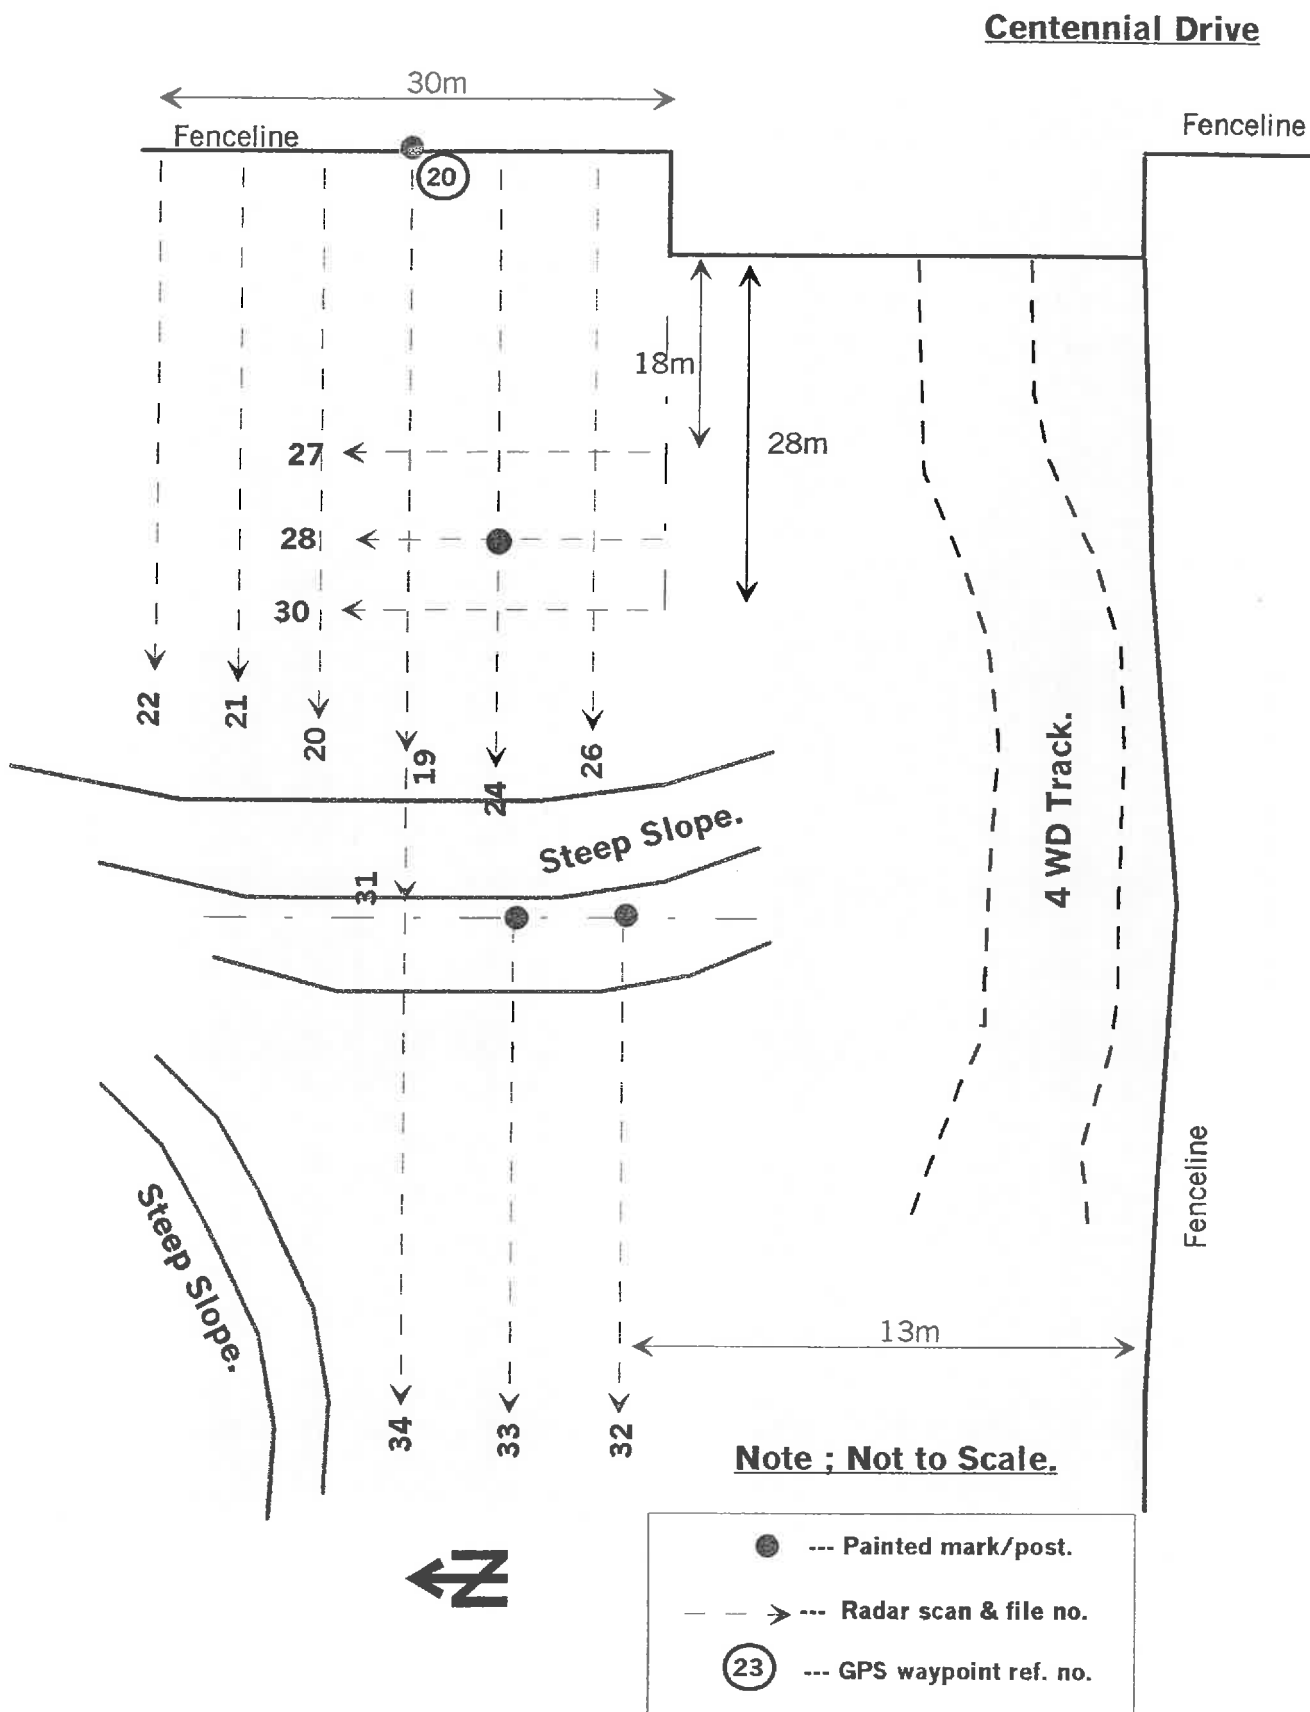 Centennial Drive
30m
Fenceline
Fenceline
20
18m
28m
27
28
30
22
21
20
19
24
26
4 WD Track.
Steep Slope.
31
Fenceline
Steep Slope.
13m
34
33
32
Note ; Not to Scale.
--- Painted mark/post.
--- Radar scan & file no.
23 --- GPS waypoint ref. no.
N